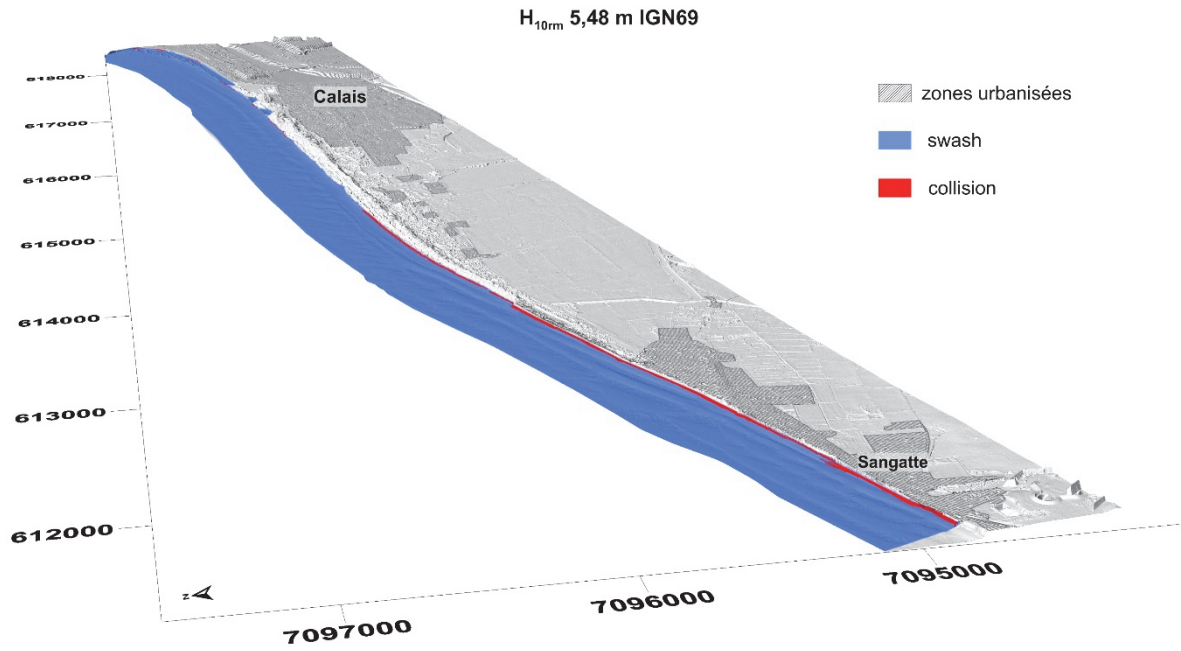 H10rm 5,48 m IGN69
618000
Calais
zones urbanisées
617000
swash
616000
collision
615000
614000
613000
Sangatte
612000
z
7095000
7096000
7097000